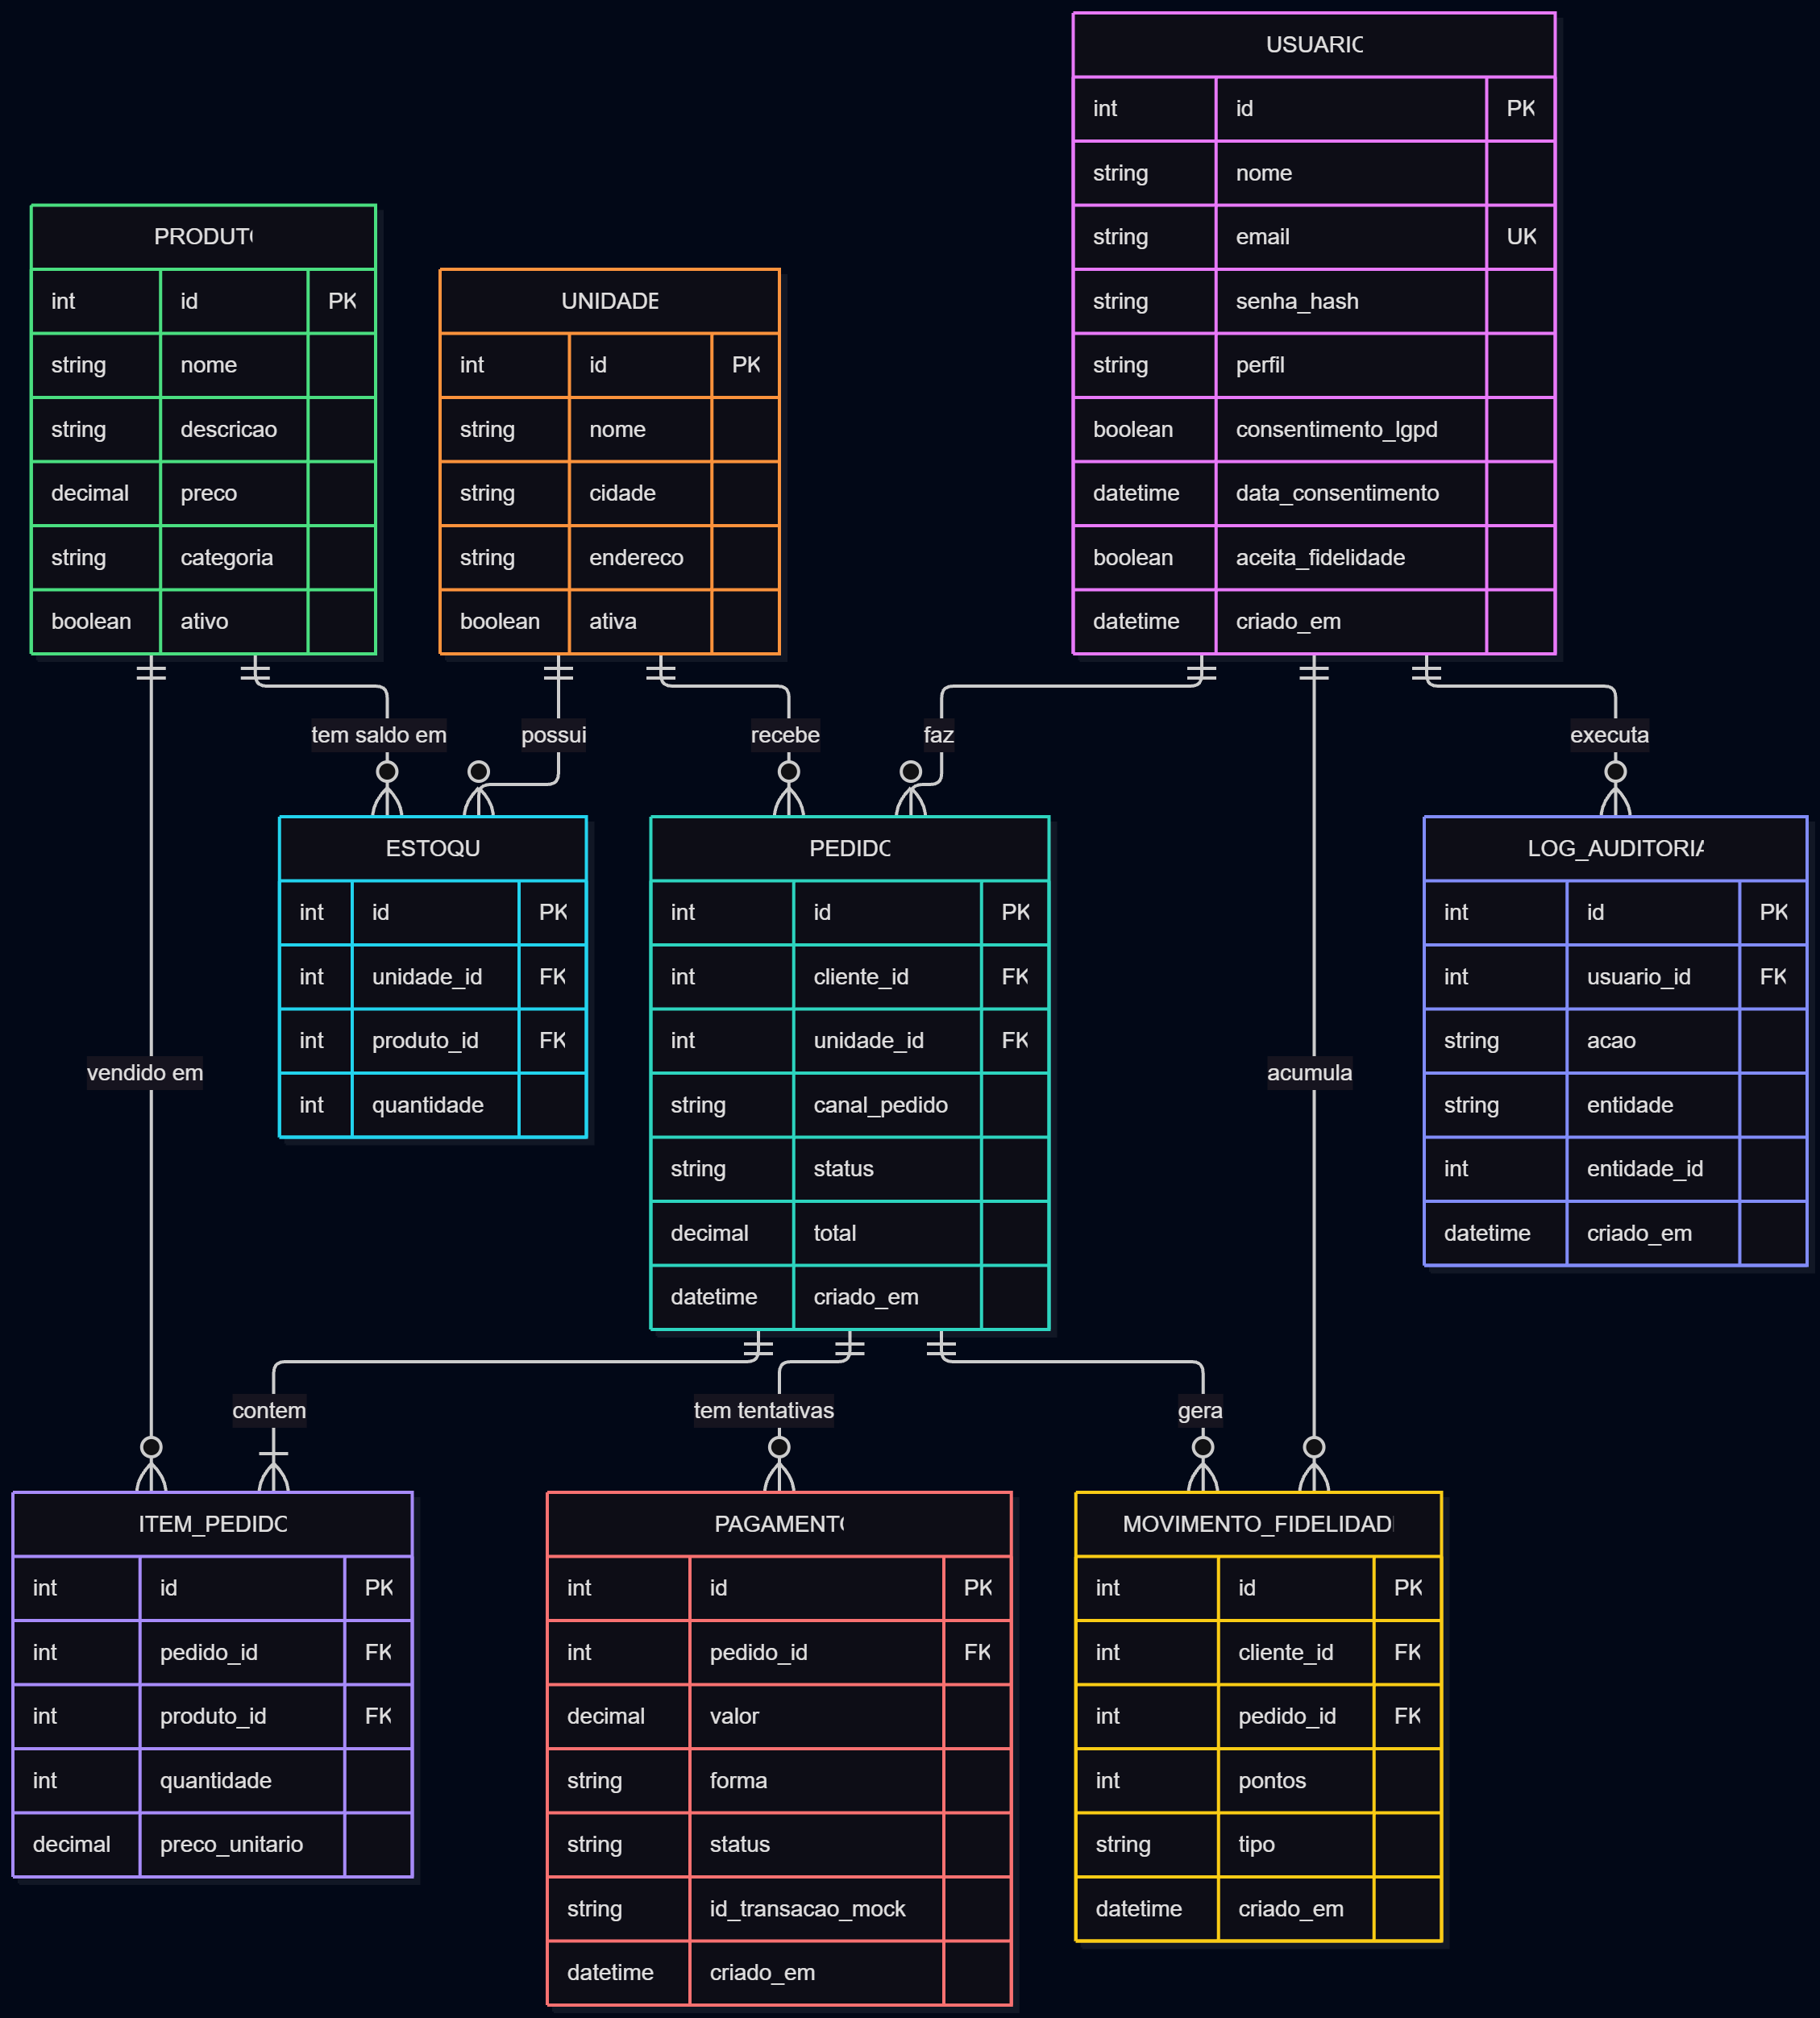 USUARIO
int id PK
string nome
string email UK
string senha_hash
string perfil
boolean consentimento_lgpd
datetime data_consentimento
boolean aceita_fidelidade
datetime criado_em
PRODUTO
int id PK
string nome
string descricao
decimal preco
string categoria
boolean ativo
UNIDADE
int id PK
string nome
string cidade
string endereco
boolean ativa
tem saldo em
possui
recebe
faz
executa
ESTOQU
int id PK
int unidade_id FK
int produto_id FK
int quantidade
PEDIDO
int id PK
int cliente_id FK
int unidade_id FK
string canal_pedido
string status
decimal total
datetime criado_em
LOG_AUDITORIA
int id PK
int usuario_id FK
string acao
string entidade
int entidade_id
datetime criado_em
vendido em
acumula
contem
tem tentativas
gera
ITEM_PEDIDO
int id PK
int pedido_id FK
int produto_id FK
int quantidade
decimal preco_unitario
PAGAMENTO
int id PK
int pedido_id FK
decimal valor
string forma
string status
string id_transacao_mock
datetime criado_em
MOVIMENTO_FIDELIDAD
int id PK
int cliente_id FK
int pedido_id FK
int pontos
string tipo
datetime criado_em